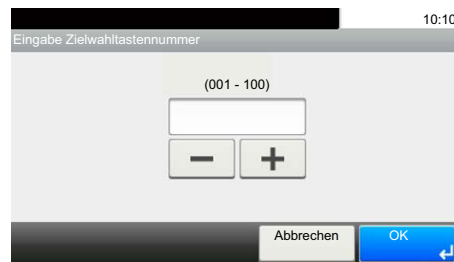 10:10
Eingabe Zielwahltastennummer
(001 - 100)
Abbrechen
OK